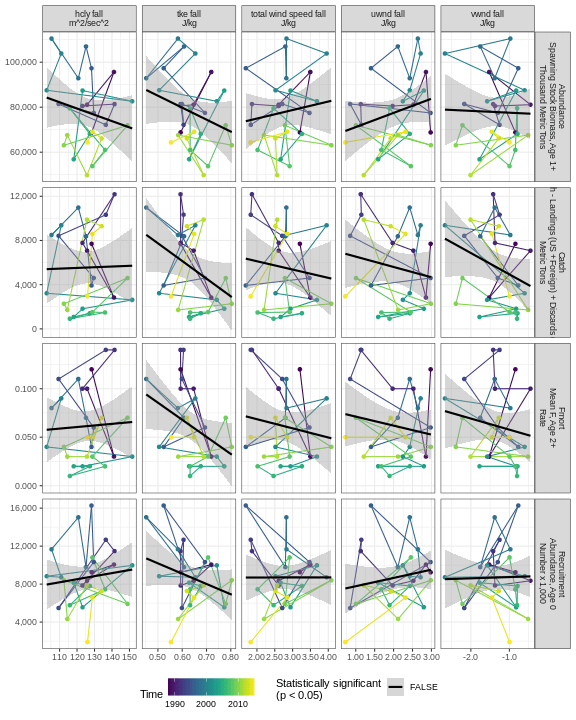 hdy fall
m^2/sec^2
tke fall
J/kg
total wind speed fall
J/kg
uwnd fall
J/kg
vwnd fall
J/kg
100,000
80,000
60,000
Abundance
Spawning Stock Biomass, Age 1+
Thousand Metric Tons
12,000
8,000
4,000
0
Catch
h - Landings (US +Foreign) + Discards
Metric Tons
0.100
0.050
0.000
Fmort
Mean F, Age 2+
Rate
16,000
12,000
8,000
4,000
Recruitment
Abundance, Age 0
Number x 1,000
110 120 130 140 150
0.50 0.60 0.70 0.80
2.00 2.50 3.00 3.50 4.00
1.00 1.50 2.00 2.50 3.00
-2.0 -1.0
Time
1990 2000 2010
Statistically significant
(p < 0.05)
FALSE